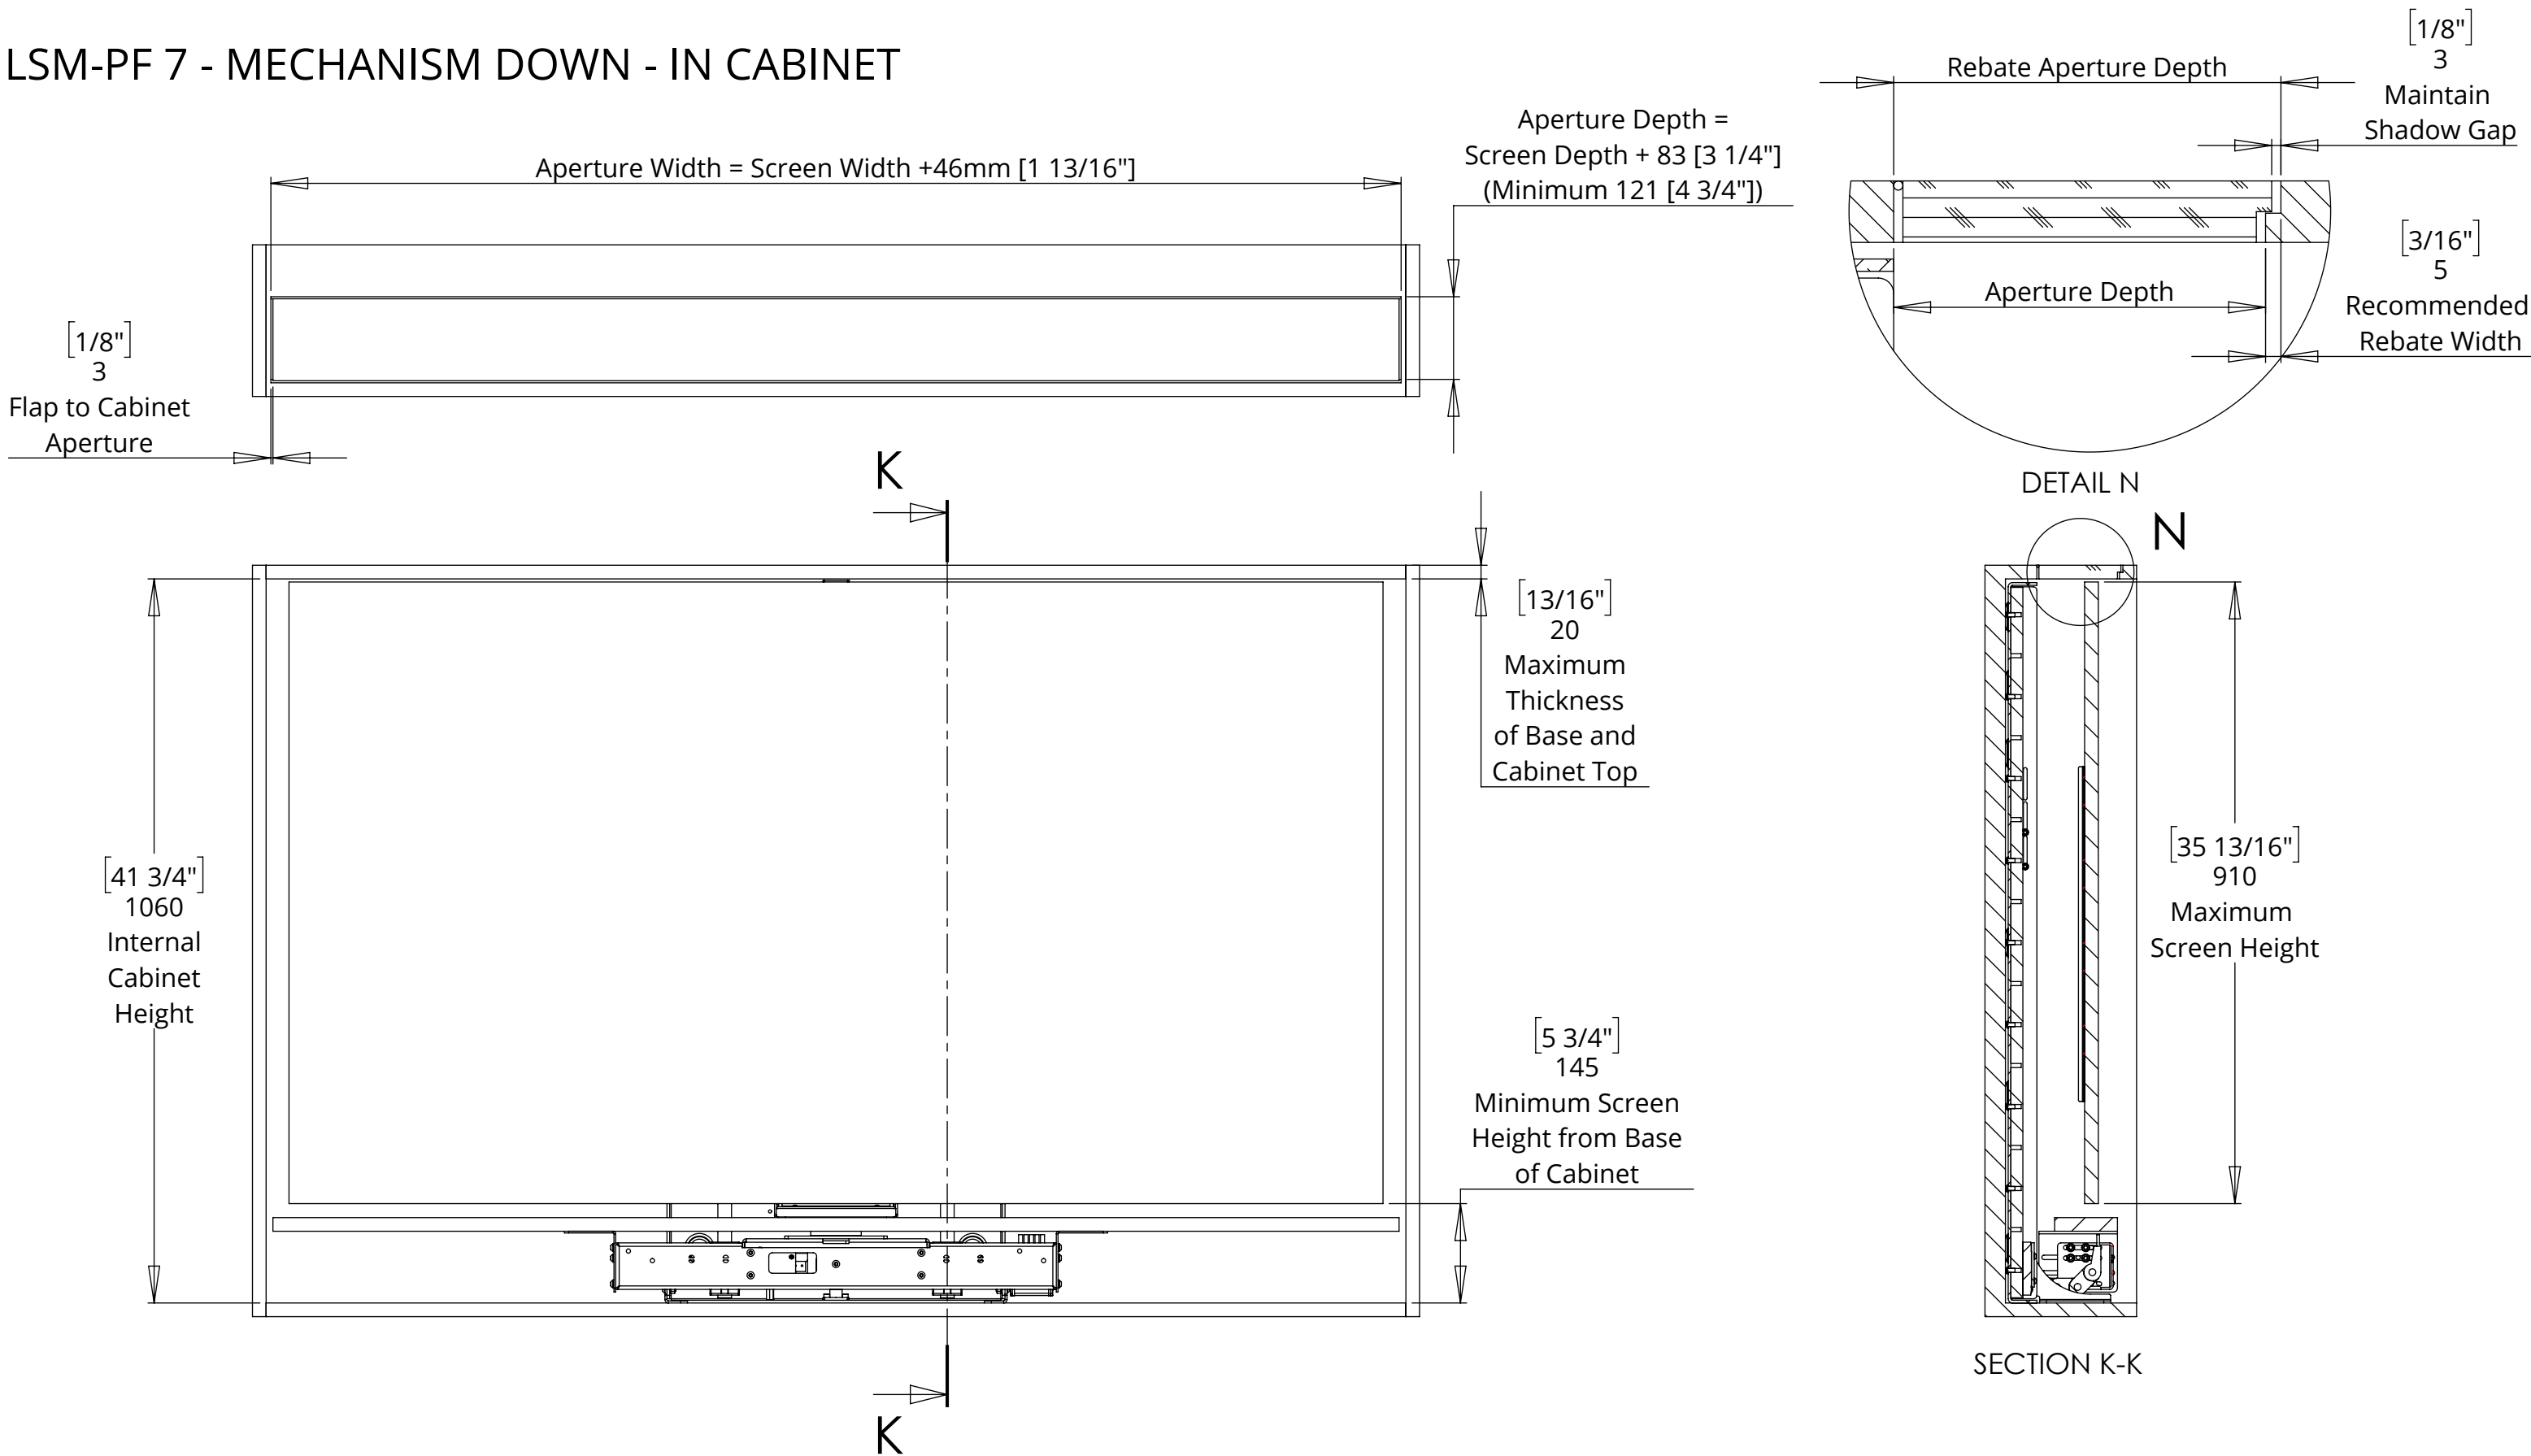 LSM-PF 7 - MECHANISM DOWN - IN CABINET
Aperture Width = Screen Width +46mm [1 13/16"]
Aperture Depth =
Screen Depth + 83 [3 1/4"]
(Minimum 121 [4 3/4"])
[1/8"]
3
Flap to Cabinet
Aperture
Rebate Aperture Depth
[1/8"]
3
Maintain
Shadow Gap
Aperture Depth
[3/16"]
5
Recommended
Rebate Width
DETAIL N
K
N
[13/16"]
20
Maximum
Thickness
of Base and
Cabinet Top
[41 3/4"]
1060
Internal
Cabinet
Height
[35 13/16"]
910
Maximum
Screen Height
[5 3/4"]
145
Minimum Screen
Height from Base
of Cabinet
SECTION K-K
K